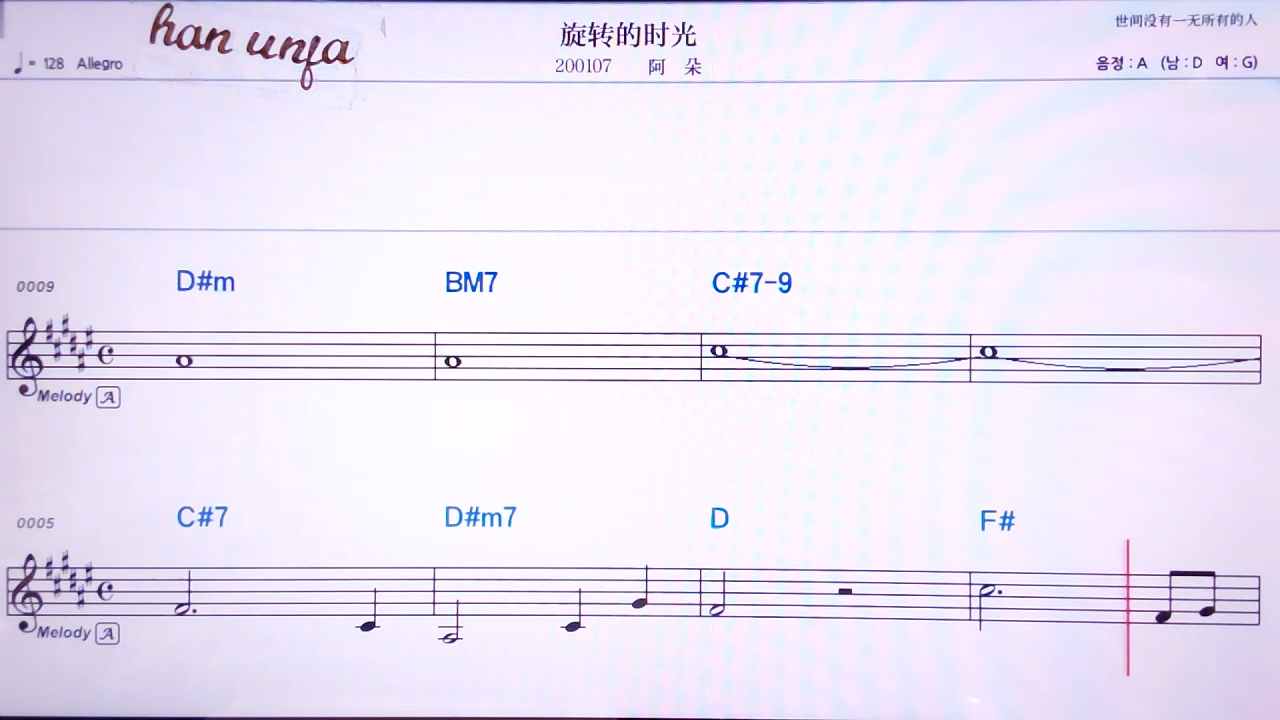 han unja
旋转的时光
世间没有一无所有的人
= 128 Allegro
200107 阿 朵
음정 : A (남 : D 여 : G)
0009 D#m BM7 C#7-9
Melody A
0005 C#7 D#m7 D F#
Melody A